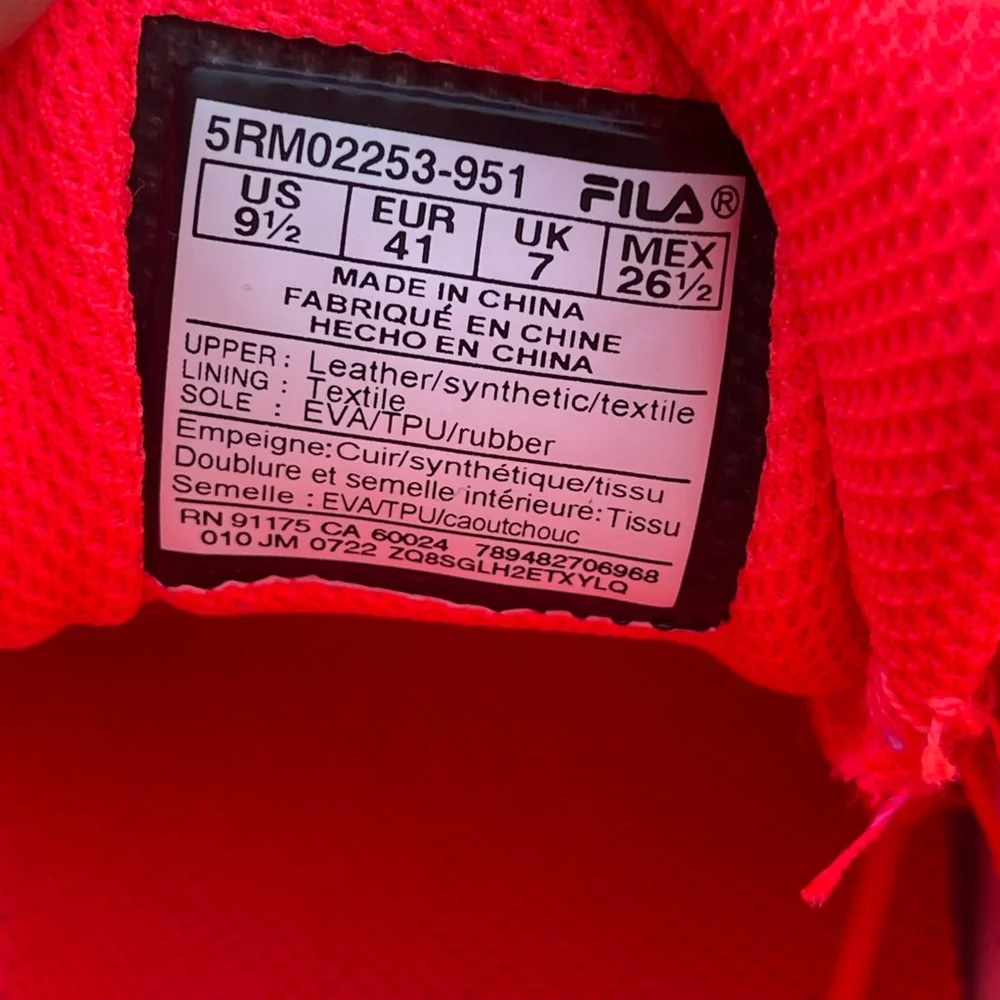 5RM02253-951 FILA®
US EUR UK MEX
9½ 41 7 26½
MADE IN CHINA
FABRIQUÉ EN CHINE
HECHO EN CHINA
UPPER : Leather/synthetic/textile
LINING : Textile
SOLE : EVA/TPU/rubber
Empeigne:Cuir/synthétique/tissu
Doublure et semelle intérieure:Tissu
Semelle : EVA/TPU/caoutchouc
RN 91175 CA 60024 789482706968
010 JM 0722 ZQ8SGLH2ETXYLQ